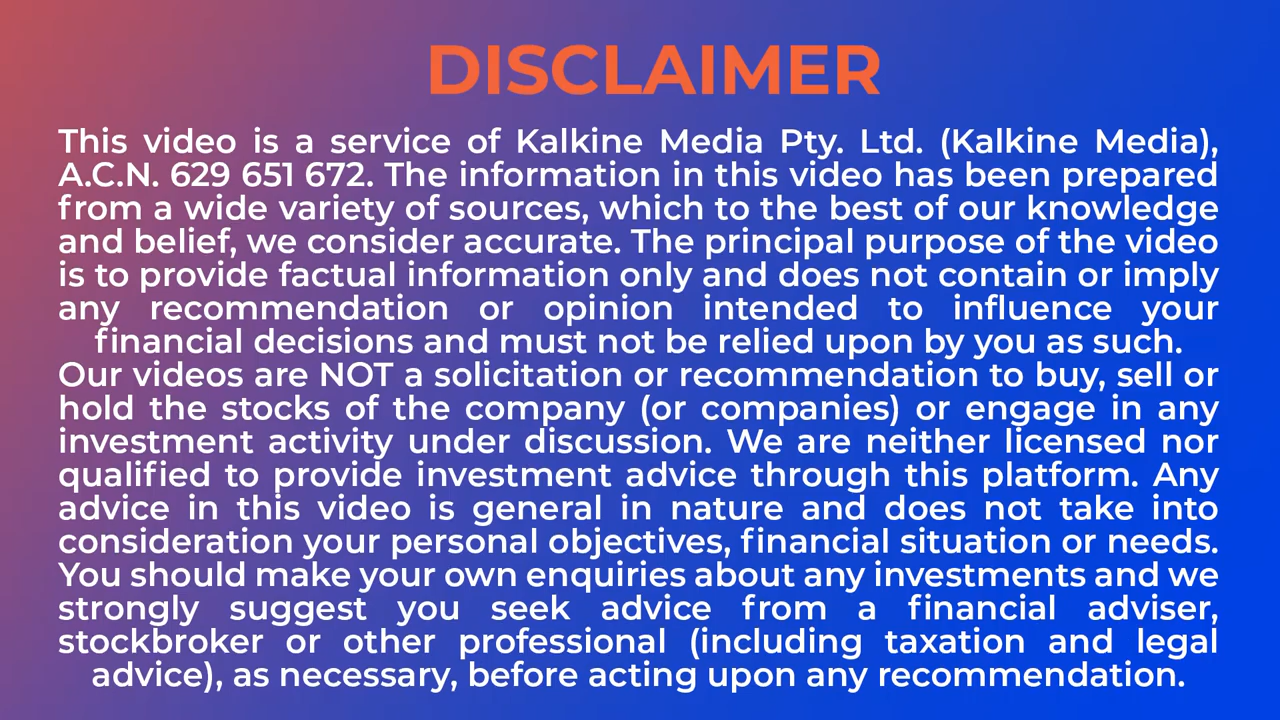 DISCLAIMER
This video is a service of Kalkine Media Pty. Ltd. (Kalkine Media),
A.C.N. 629 651 672. The information in this video has been prepared
from a wide variety of sources, which to the best of our knowledge
and belief, we consider accurate. The principal purpose of the video
is to provide factual information only and does not contain or imply
any recommendation or opinion intended to influence your
financial decisions and must not be relied upon by you as such.
Our videos are NOT a solicitation or recommendation to buy, sell or
hold the stocks of the company (or companies) or engage in any
investment activity under discussion. We are neither licensed nor
qualified to provide investment advice through this platform. Any
advice in this video is general in nature and does not take into
consideration your personal objectives, financial situation or needs.
You should make your own enquiries about any investments and we
strongly suggest you seek advice from a financial adviser,
stockbroker or other professional (including taxation and legal
advice), as necessary, before acting upon any recommendation.